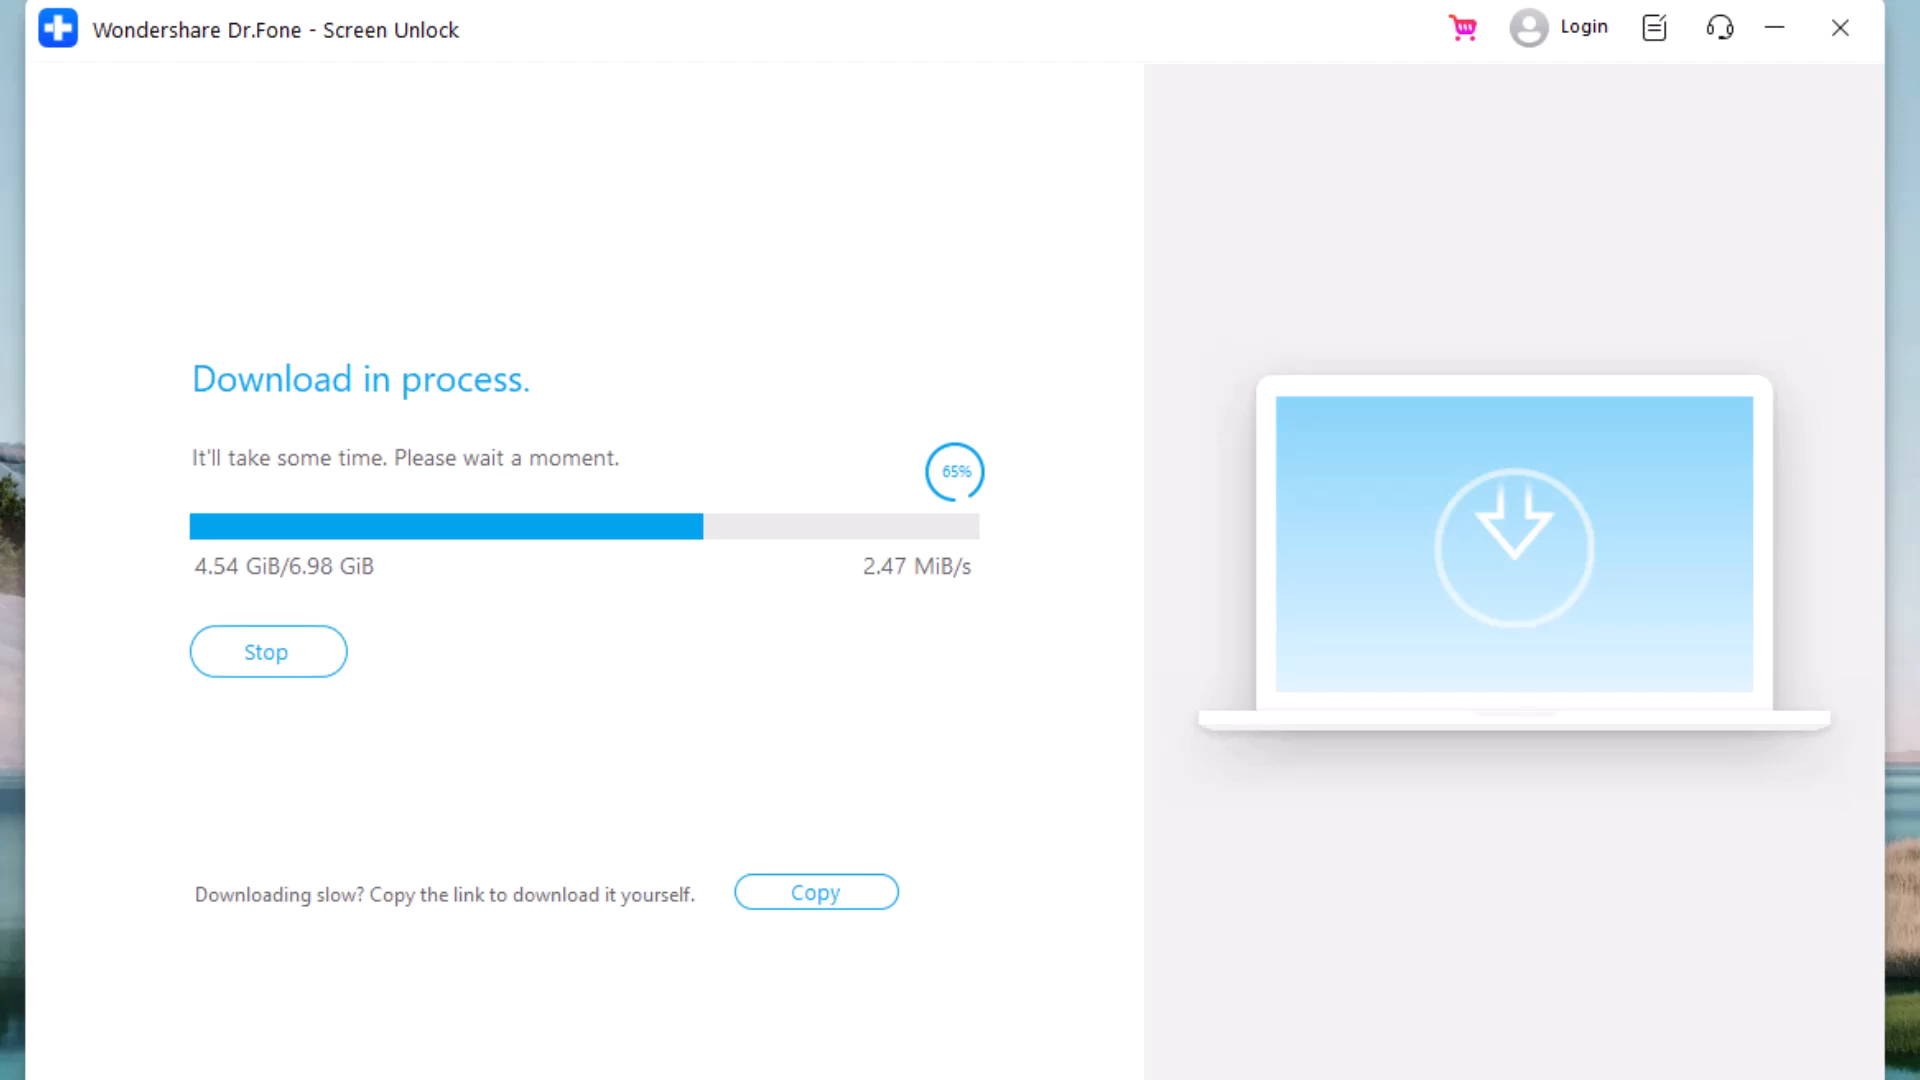 Wondershare Dr.Fone - Screen Unlock
Login
Download in process.
It'll take some time. Please wait a moment.
65%
4.54 GiB/6.98 GiB
2.47 MiB/s
Stop
Downloading slow? Copy the link to download it yourself.
Copy